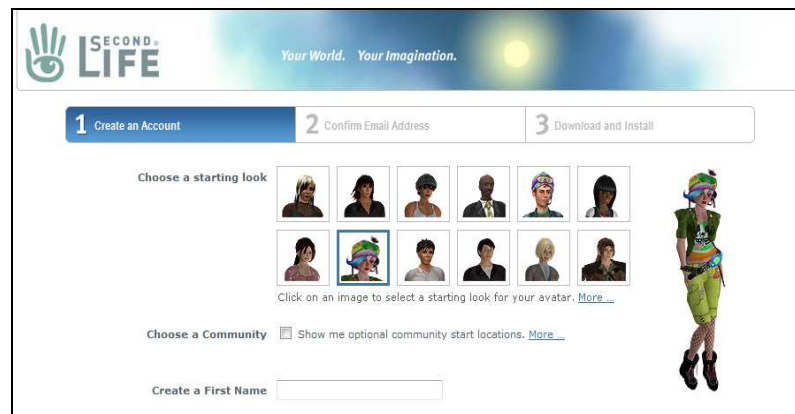 SECOND
LIFE
Your World. Your Imagination.
1 Create an Account
2 Confirm Email Address
3 Download and Install
Choose a starting look
Click on an image to select a starting look for your avatar. More ...
Choose a Community Show me optional community start locations. More ...
Create a First Name